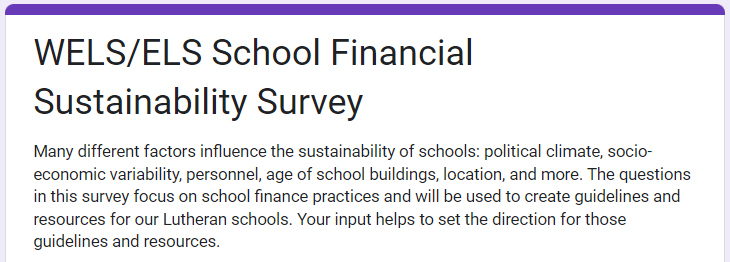 WELS/ELS School Financial
Sustainability Survey
Many different factors influence the sustainability of schools: political climate, socio-
economic variability, personnel, age of school buildings, location, and more. The questions
in this survey focus on school finance practices and will be used to create guidelines and
resources for our Lutheran schools. Your input helps to set the direction for those
guidelines and resources.